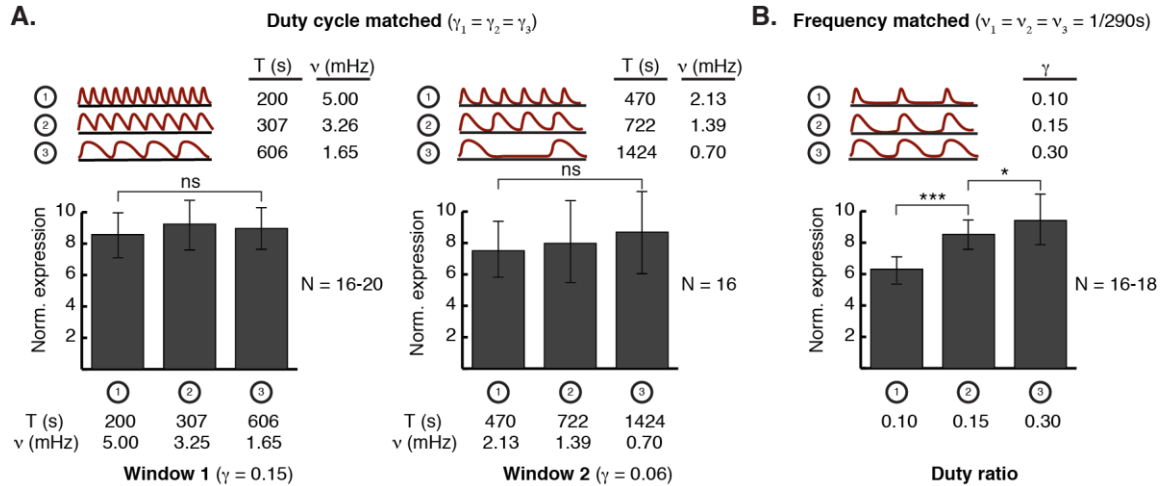 A.
Duty cycle matched (γ1 = γ2 = γ3)
T (s) ν (mHz)
1 200 5.00
2 307 3.26
3 606 1.65
ns
10
8
6
4
2
Norm. expression
N = 16-20
1 2 3
T (s) 200 307 606
ν (mHz) 5.00 3.25 1.65
Window 1 (γ = 0.15)
T (s) ν (mHz)
1 470 2.13
2 722 1.39
3 1424 0.70
ns
10
8
6
4
2
Norm. expression
N = 16
1 2 3
T (s) 470 722 1424
ν (mHz) 2.13 1.39 0.70
Window 2 (γ = 0.06)
B.
Frequency matched (ν1 = ν2 = ν3 = 1/290s)
γ
1 0.10
2 0.15
3 0.30
*
***
10
8
6
4
2
Norm. expression
N = 16-18
1 2 3
0.10 0.15 0.30
Duty ratio